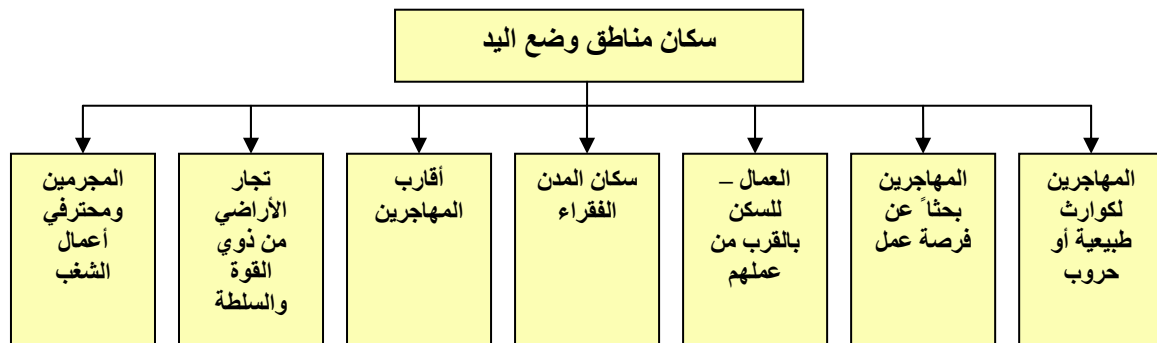 سكان مناطق وضع اليد
المهاجرين
لكوارث
طبيعية أو
حروب
المهاجرين
بحثاً عن
فرصة عمل
العمال –
للسكن
بالقرب من
عملهم
سكان المدن
الفقراء
أقارب
المهاجرين
تجار
الأراضي
من ذوي
القوة
والسلطة
المجرمين
ومحترفي
أعمال
الشغب